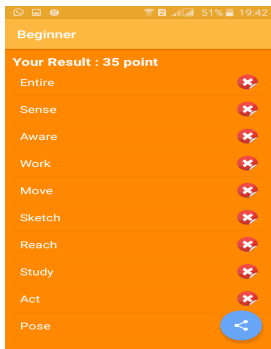 51% 19:42
Beginner
Your Result : 35 point
Entire
Sense
Aware
Work
Move
Sketch
Reach
Study
Act
Pose